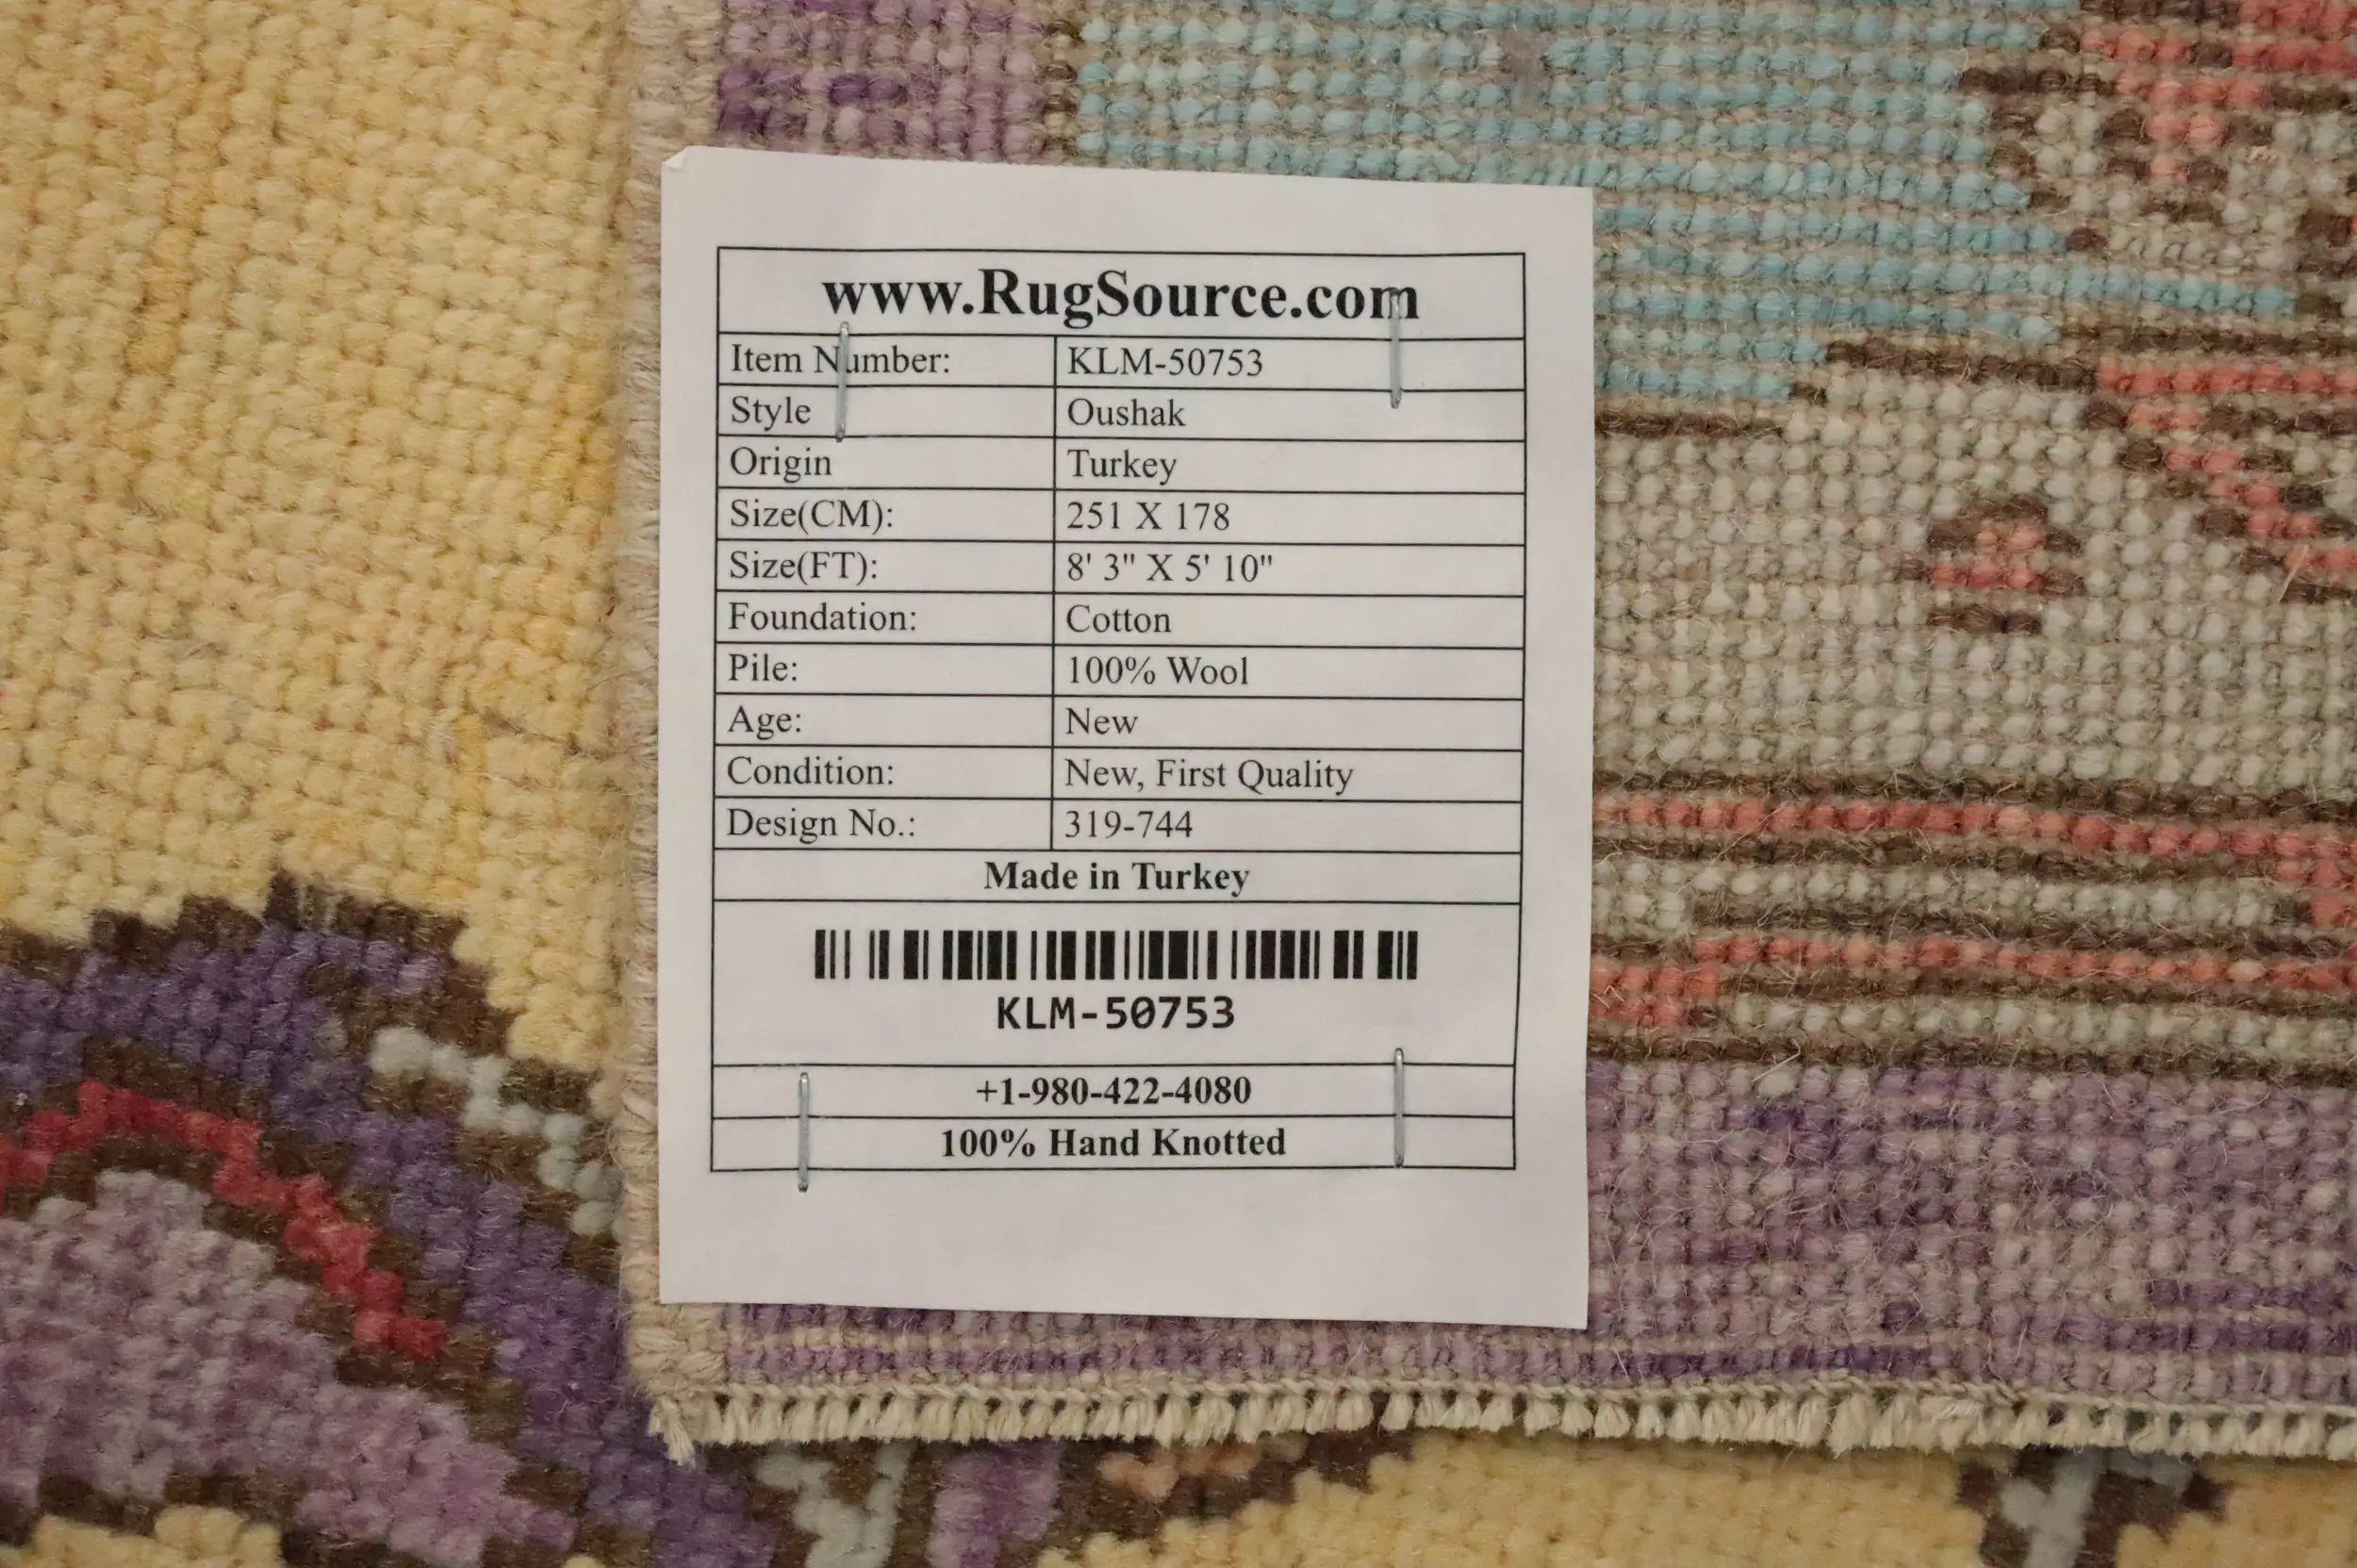 www.RugSource.com
Item Number: KLM-50753
Style Oushak
Origin Turkey
Size(CM): 251 X 178
Size(FT): 8' 3" X 5' 10"
Foundation: Cotton
Pile: 100% Wool
Age: New
Condition: New, First Quality
Design No.: 319-744
Made in Turkey
KLM-50753
+1-980-422-4080
100% Hand Knotted